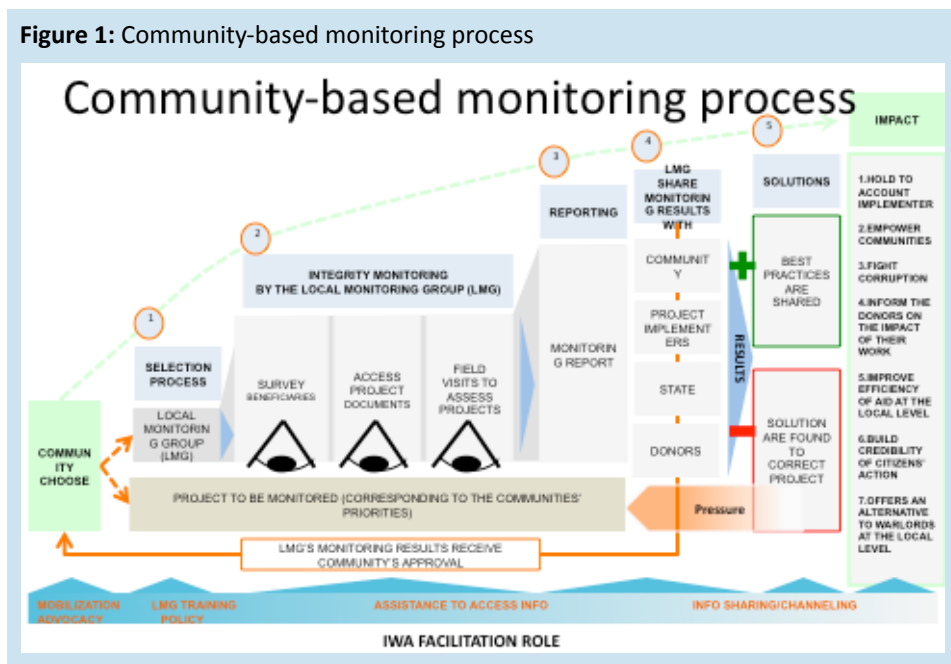 Figure 1: Community-based monitoring process
Community-based monitoring process
IMPACT
5
4
3
2
1
SOLUTIONS
LMG
SHARE
MONITORIN
G RESULTS
WITH
REPORTING
INTEGRITY MONITORING
BY THE LOCAL MONITORING GROUP (LMG)
SELECTION
PROCESS
LOCAL
MONITORIN
G GROUP
(LMG)
SURVEY
BENEFICIARIES
ACCESS
PROJECT
DOCUMENTS
FIELD
VISITS TO
ASSESS PROJECTS
MONITORIN
G REPORT
COMMUNIT
Y
PROJECT
IMPLEMENT
ERS
STATE
DONORS
RESULTS
BEST
PRACTICES
ARE
SHARED
SOLUTION
ARE FOUND
TO
CORRECT
PROJECT
1.HOLD TO
ACCOUNT
IMPLEMENTER
2.EMPOWER
COMMUNITIES
3.FIGHT
CORRUPTION
4.INFORM THE
DONORS ON
THE IMPACT
OF THEIR
WORK
5.IMPROVE
EFFICIENCY
OF AID AT THE
LOCAL LEVEL
6.BUILD
CREDIBILITY
OF CITIZENS'
ACTION
7.OFFERS AN
ALTERNATIVE
TO WARLORDS
AT THE LOCAL
LEVEL
COMMUN
ITY
CHOOSE
PROJECT TO BE MONITORED (CORRESPONDING TO THE COMMUNITIES'
PRIORITIES)
Pressure
LMG'S MONITORING RESULTS RECEIVE
COMMUNITY'S APPROVAL
MOBILIZATION
ADVOCACY
LMG TRAINING
POLICY
ASSISTANCE TO ACCESS INFO
INFO SHARING/CHANNELING
IWA FACILITATION ROLE